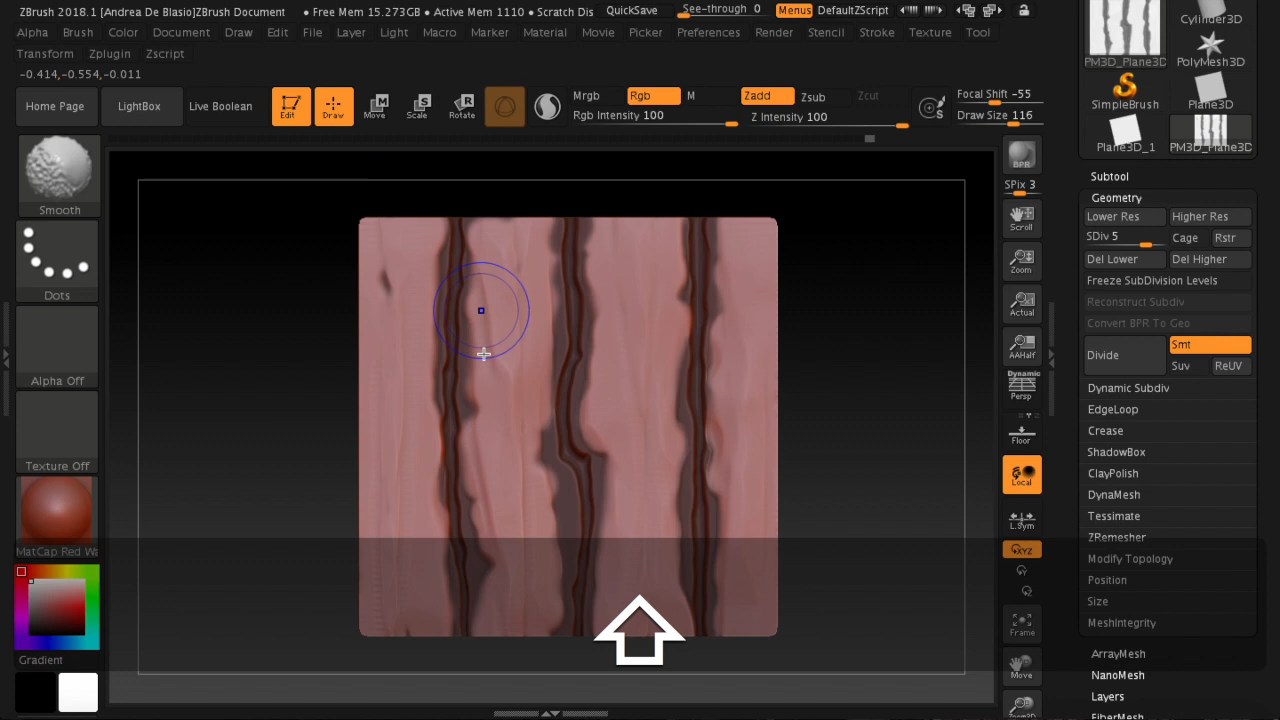 ZBrush 2018.1 [Andrea De Blasio]ZBrush Document • Free Mem 15.273GB • Active Mem 1110 • Scratch Dis QuickSave See-through 0 Menus DefaultZScript
Alpha Brush Color Document Draw Edit File Layer Light Macro Marker Material Movie Picker Preferences Render Stencil Stroke Texture Tool
Transform Zplugin Zscript
-0.414,-0.554,-0.011
Home Page LightBox Live Boolean Edit Draw Move Scale Rotate
Mrgb Rgb M Zadd Zsub Zcut
Rgb Intensity 100 Z Intensity 100
Focal Shift -55
Draw Size 116
S
Smooth
Dots
Alpha Off
Texture Off
MatCap Red Wa
Gradient
BPR
SPix 3
Scroll
Zoom
Actual
AAHalf
Dynamic
Persp
Floor
Local
L.Sym
XYZ
Frame
Move
Zoom3D
Cylinder3D
PM3D_Plane3D PolyMesh3D
SimpleBrush Plane3D
Plane3D_1 PM3D_Plane3D
Subtool
Geometry
Lower Res Higher Res
SDiv 5 Cage Rstr
Del Lower Del Higher
Freeze SubDivision Levels
Reconstruct Subdiv
Convert BPR To Geo
Divide Smt
Suv ReUV
Dynamic Subdiv
EdgeLoop
Crease
ShadowBox
ClayPolish
DynaMesh
Tessimate
ZRemesher
Modify Topology
Position
Size
MeshIntegrity
ArrayMesh
NanoMesh
Layers
FiberMesh